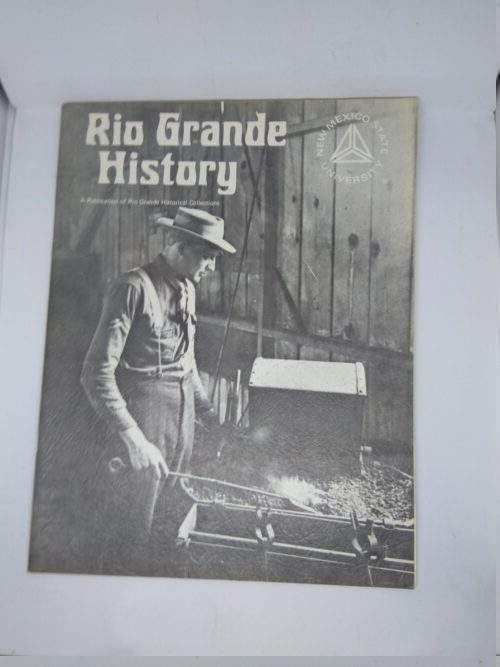 Rio Grande
History
A Publication of Rio Grande Historical Collections
NEW MEXICO STATE
UNIVERSITY